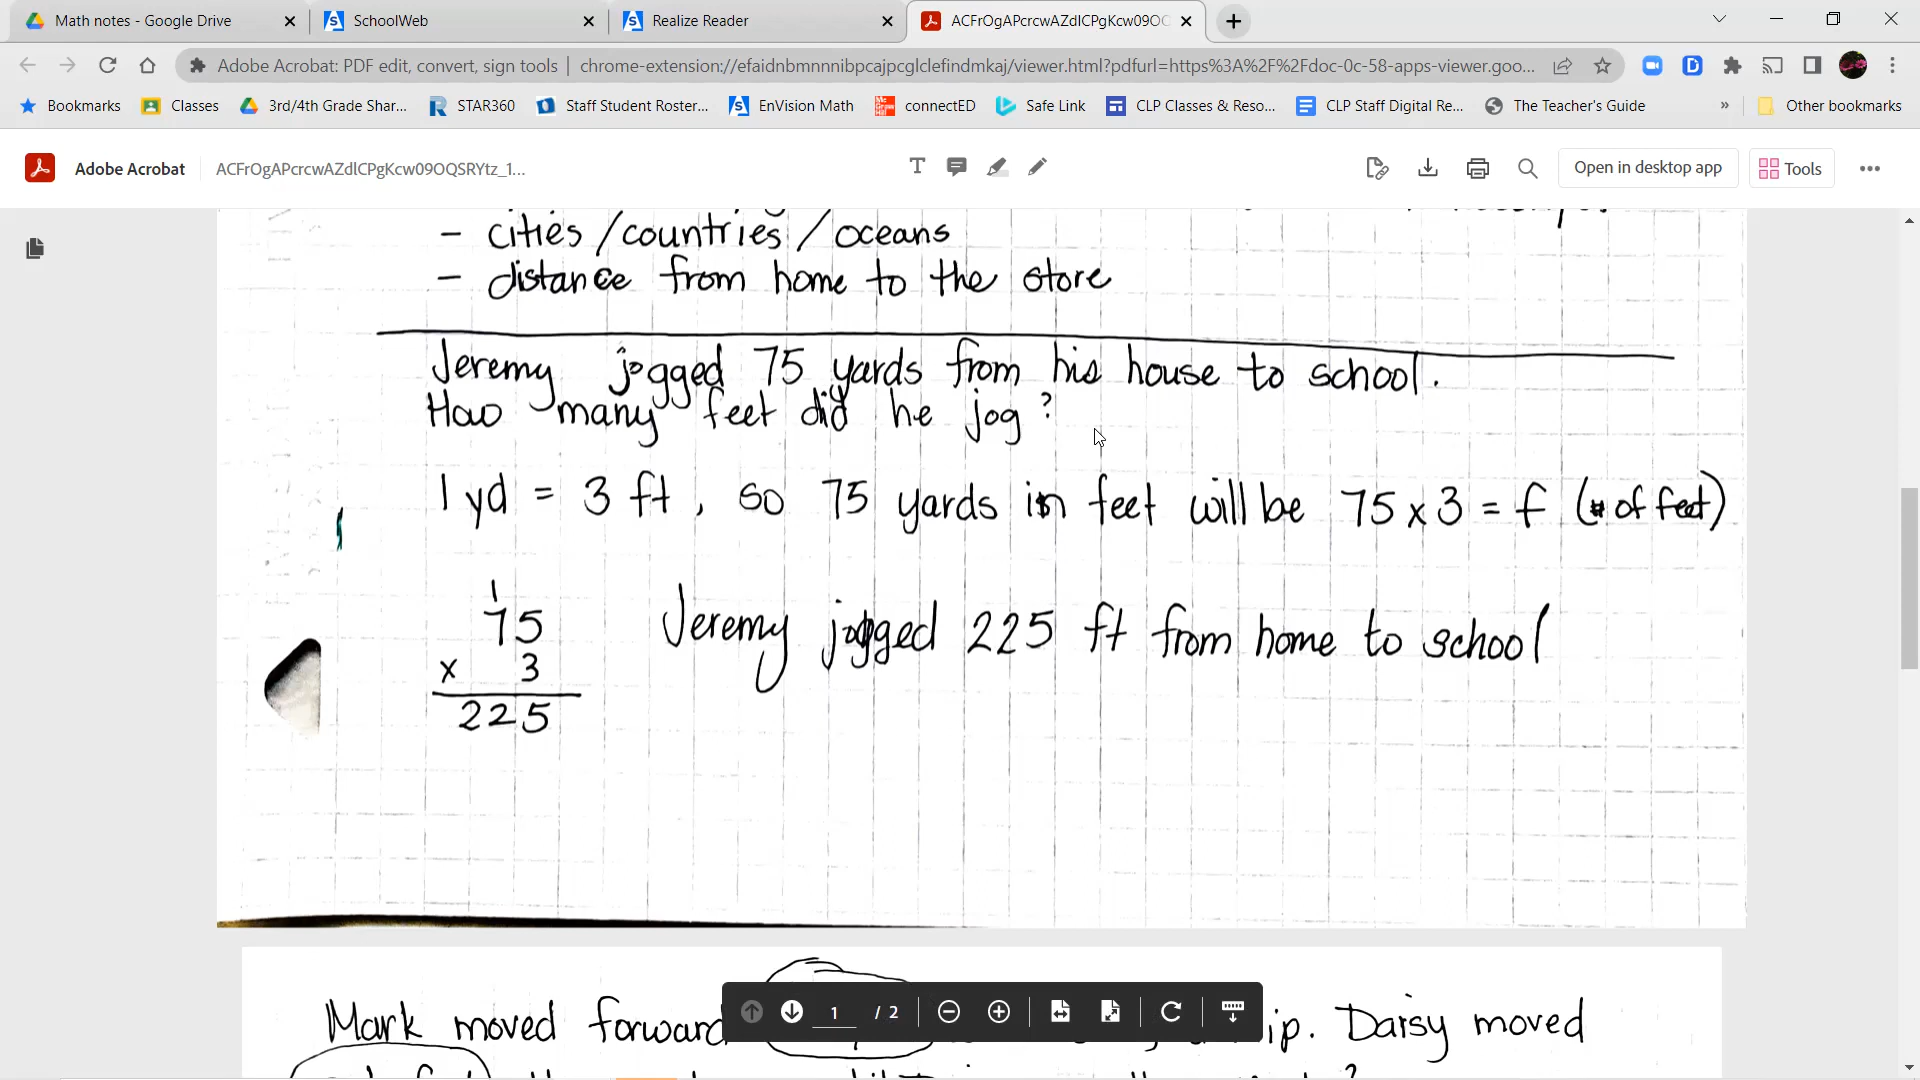 Math notes - Google Drive
SchoolWeb
Realize Reader
ACFrOgAPcrcwAZdlCPgKcw09OC
Adobe Acrobat: PDF edit, convert, sign tools | chrome-extension://efaidnbmnnnibpcajpcglclefindmkaj/viewer.html?pdfurl=https%3A%2F%2Fdoc-0c-58-apps-viewer.goo...
Bookmarks
Classes
3rd/4th Grade Shar...
STAR360
Staff Student Roster...
EnVision Math
connectED
Safe Link
CLP Classes & Reso...
CLP Staff Digital Re...
The Teacher's Guide
»
Other bookmarks
Adobe Acrobat
ACFrOgAPcrcwAZdlCPgKcw09OQSRYtz_1...
Open in desktop app
Tools
- cities / countries / oceans
- distance from home to the store
Jeremy jogged 75 yards from his house to school.
How many feet did he jog?
1 yd = 3 ft, so 75 yards in feet will be 75 x 3 = f (# of feet)
1
75
x 3
225
Jeremy jogged 225 ft from home to school
1 / 2
Mark moved forward
ip. Daisy moved